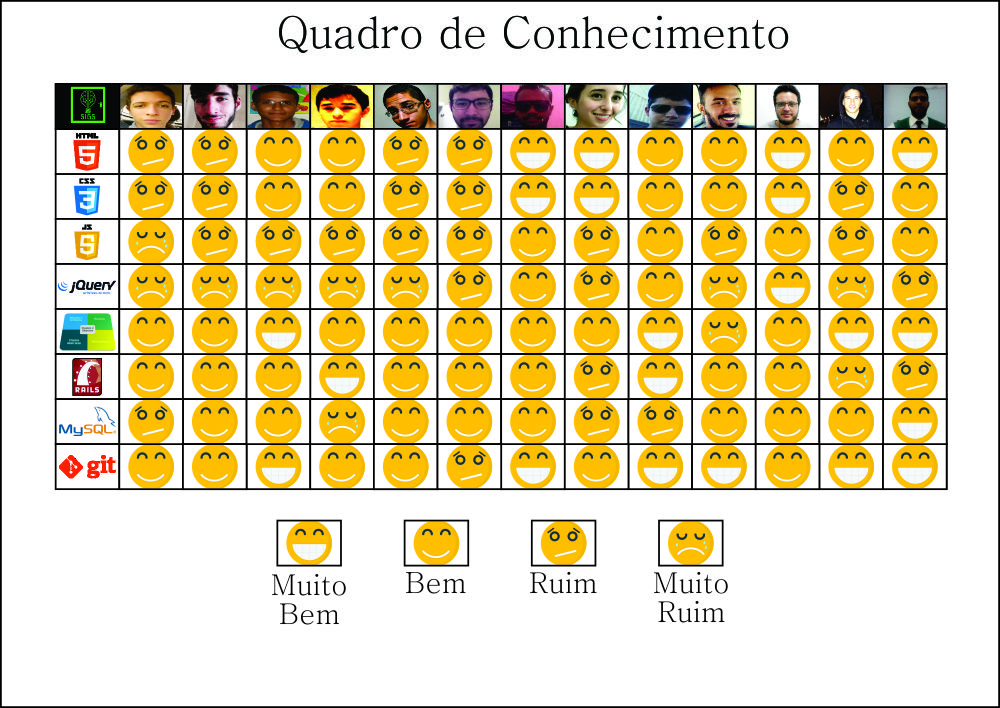 Quadro de Conhecimento
SIGS
HTML
5
CSS
3
JS
5
jQuery
RAILS
MySQL
git
Muito
Bem
Bem
Ruim
Muito
Ruim